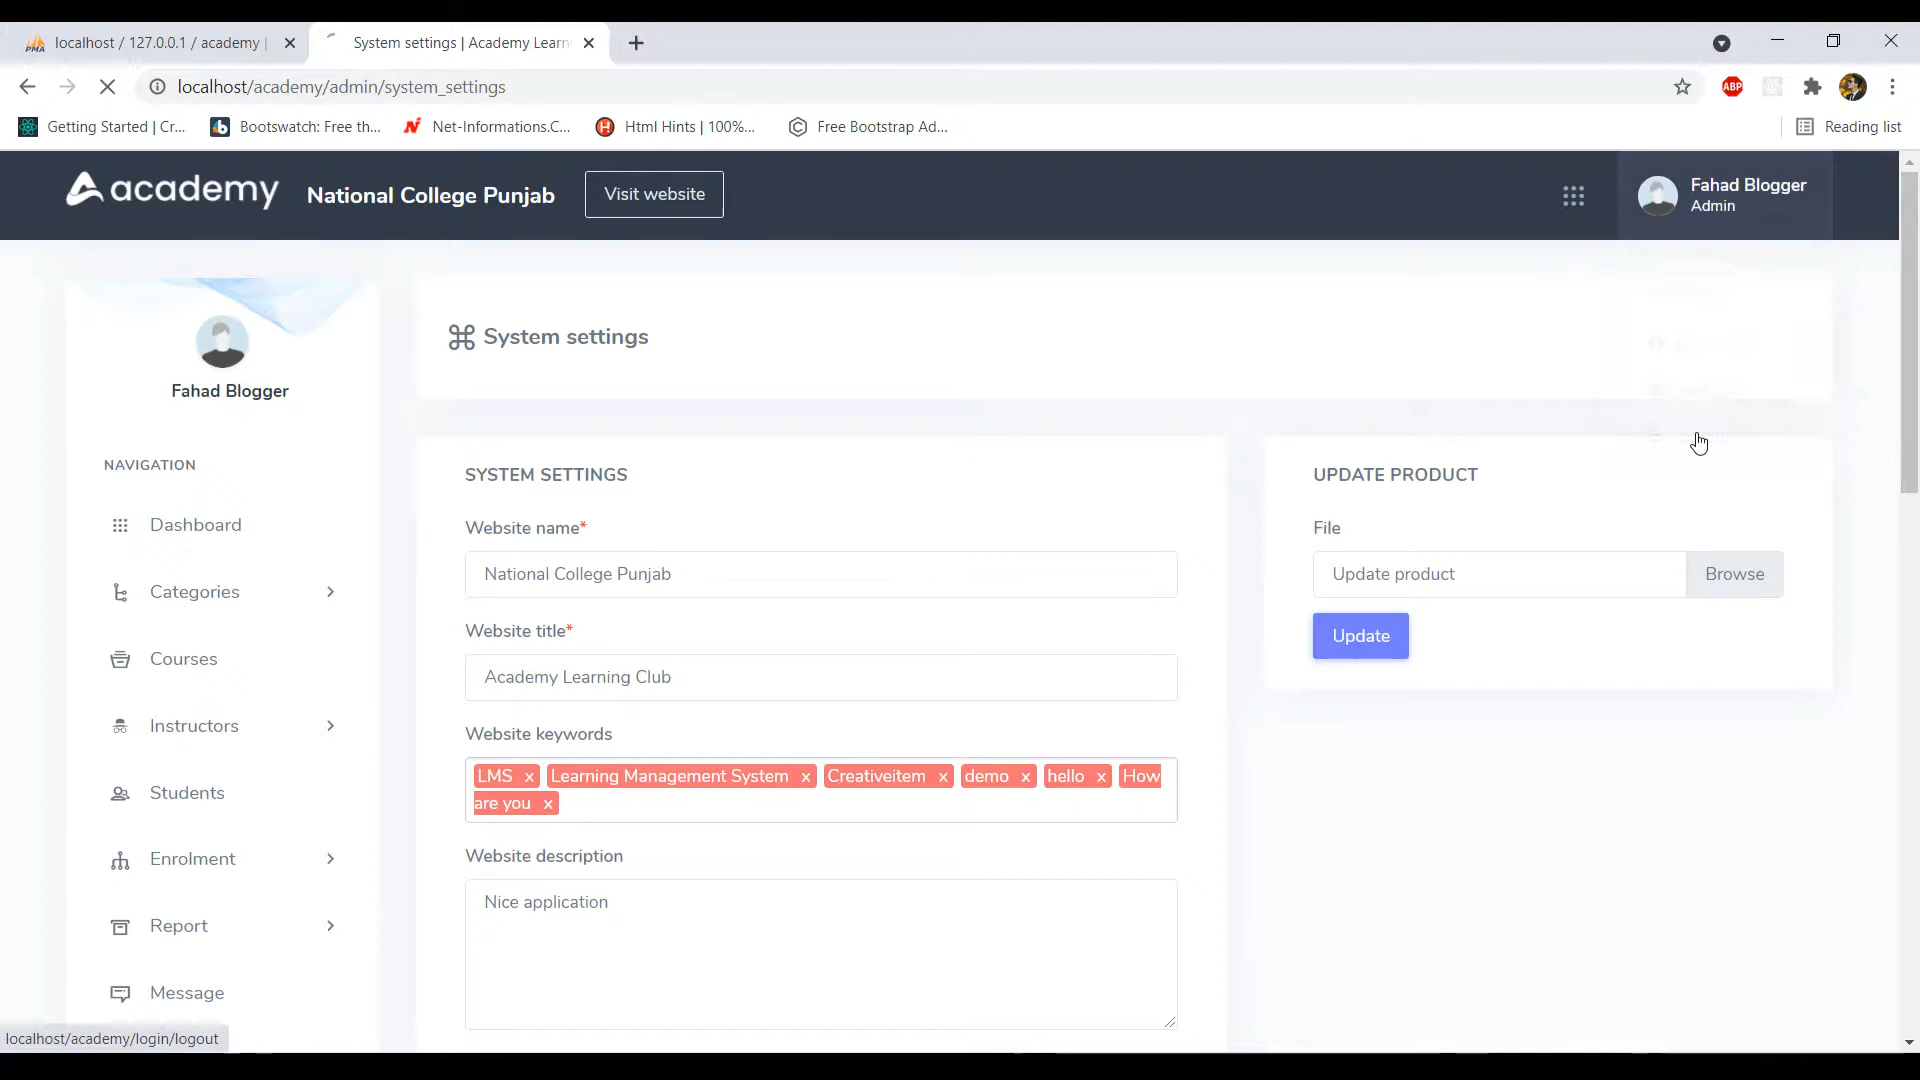 localhost / 127.0.0.1 / academy |
System settings | Academy Learn
localhost/academy/admin/system_settings
ABP
Getting Started | Cr...
Bootswatch: Free th...
Net-Informations.C...
Html Hints | 100%...
Free Bootstrap Ad...
Reading list
academy
National College Punjab
Visit website
Fahad Blogger
Admin
System settings
Fahad Blogger
NAVIGATION
Dashboard
Categories
Courses
Instructors
Students
Enrolment
Report
Message
SYSTEM SETTINGS
Website name*
National College Punjab
Website title*
Academy Learning Club
Website keywords
LMS x Learning Management System x Creativeitem x demo x hello x How
are you x
Website description
Nice application
UPDATE PRODUCT
File
Update product Browse
Update
localhost/academy/login/logout